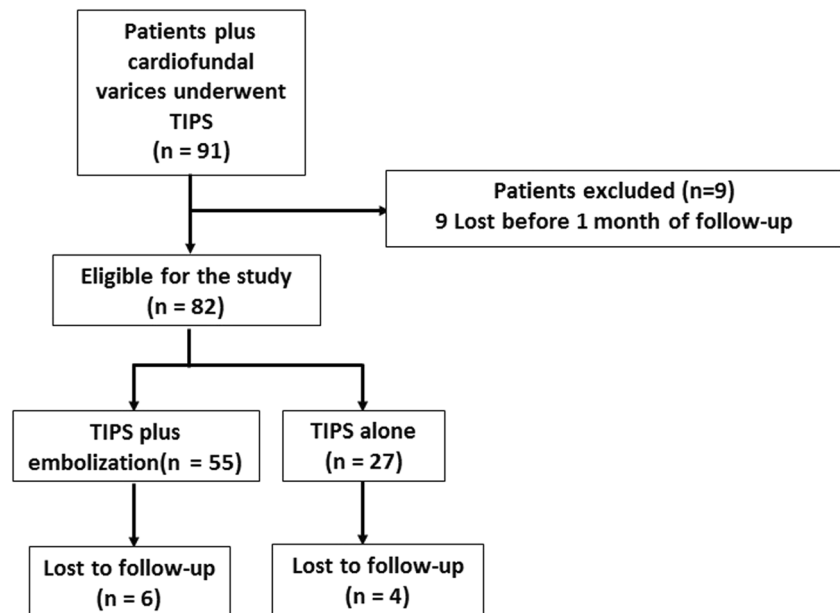 Patients plus
cardiofundal
varices underwent
TIPS
(n = 91)
Patients excluded (n=9)
9 Lost before 1 month of follow-up
Eligible for the study
(n = 82)
TIPS plus
embolization(n = 55)
TIPS alone
(n = 27)
Lost to follow-up
(n = 6)
Lost to follow-up
(n = 4)